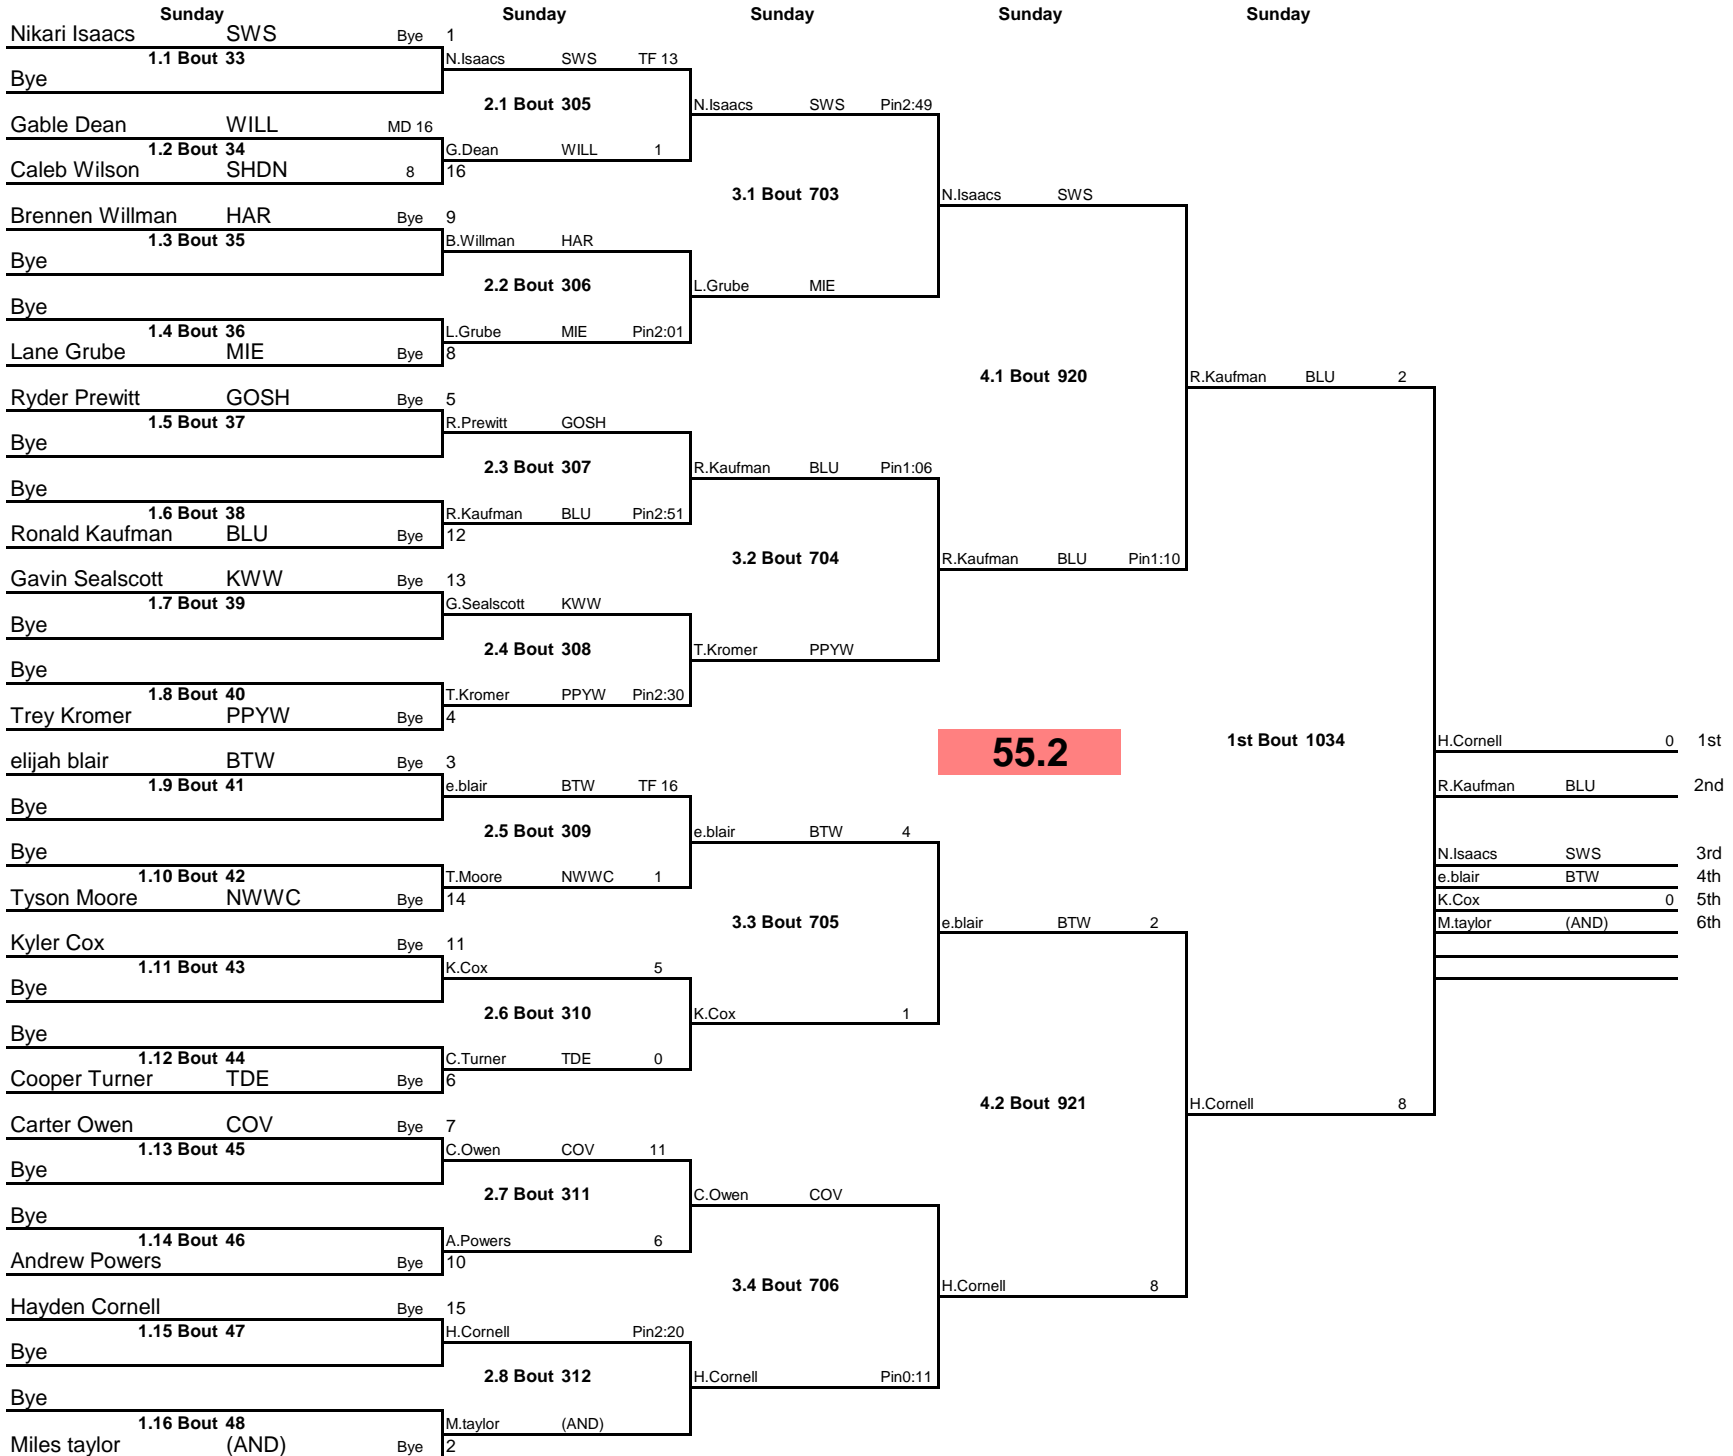 Sunday Sunday Sunday Sunday Sunday
Nikari Isaacs SWS Bye 1
1.1 Bout 33 N.Isaacs SWS TF 13
Bye
2.1 Bout 305 N.Isaacs SWS Pin2:49
Gable Dean WILL MD 16
1.2 Bout 34 G.Dean WILL 1
Caleb Wilson SHDN 8 16
3.1 Bout 703 N.Isaacs SWS
Brennen Willman HAR Bye 9
1.3 Bout 35 B.Willman HAR
Bye
2.2 Bout 306 L.Grube MIE
Bye
1.4 Bout 36 L.Grube MIE Pin2:01
Lane Grube MIE Bye 8
4.1 Bout 920 R.Kaufman BLU 2
Ryder Prewitt GOSH Bye 5
1.5 Bout 37 R.Prewitt GOSH
Bye
2.3 Bout 307 R.Kaufman BLU Pin1:06
Bye
1.6 Bout 38 R.Kaufman BLU Pin2:51
Ronald Kaufman BLU Bye 12
3.2 Bout 704 R.Kaufman BLU Pin1:10
Gavin Sealscott KWW Bye 13
1.7 Bout 39 G.Sealscott KWW
Bye
2.4 Bout 308 T.Kromer PPYW
Bye
1.8 Bout 40 T.Kromer PPYW Pin2:30
Trey Kromer PPYW Bye 4
55.2 1st Bout 1034 H.Cornell 0 1st
elijah blair BTW Bye 3
1.9 Bout 41 e.blair BTW TF 16 R.Kaufman BLU 2nd
Bye
2.5 Bout 309 e.blair BTW 4
Bye N.Isaacs SWS 3rd
1.10 Bout 42 T.Moore NWWC 1 e.blair BTW 4th
Tyson Moore NWWC Bye 14 K.Cox 0 5th
3.3 Bout 705 e.blair BTW 2 M.taylor (AND) 6th
Kyler Cox Bye 11
1.11 Bout 43 K.Cox 5
Bye
2.6 Bout 310 K.Cox 1
Bye
1.12 Bout 44 C.Turner TDE 0
Cooper Turner TDE Bye 6
4.2 Bout 921 H.Cornell 8
Carter Owen COV Bye 7
1.13 Bout 45 C.Owen COV 11
Bye
2.7 Bout 311 C.Owen COV
Bye
1.14 Bout 46 A.Powers 6
Andrew Powers Bye 10
3.4 Bout 706 H.Cornell 8
Hayden Cornell Bye 15
1.15 Bout 47 H.Cornell Pin2:20
Bye
2.8 Bout 312 H.Cornell Pin0:11
Bye
1.16 Bout 48 M.taylor (AND)
Miles taylor (AND) Bye 2